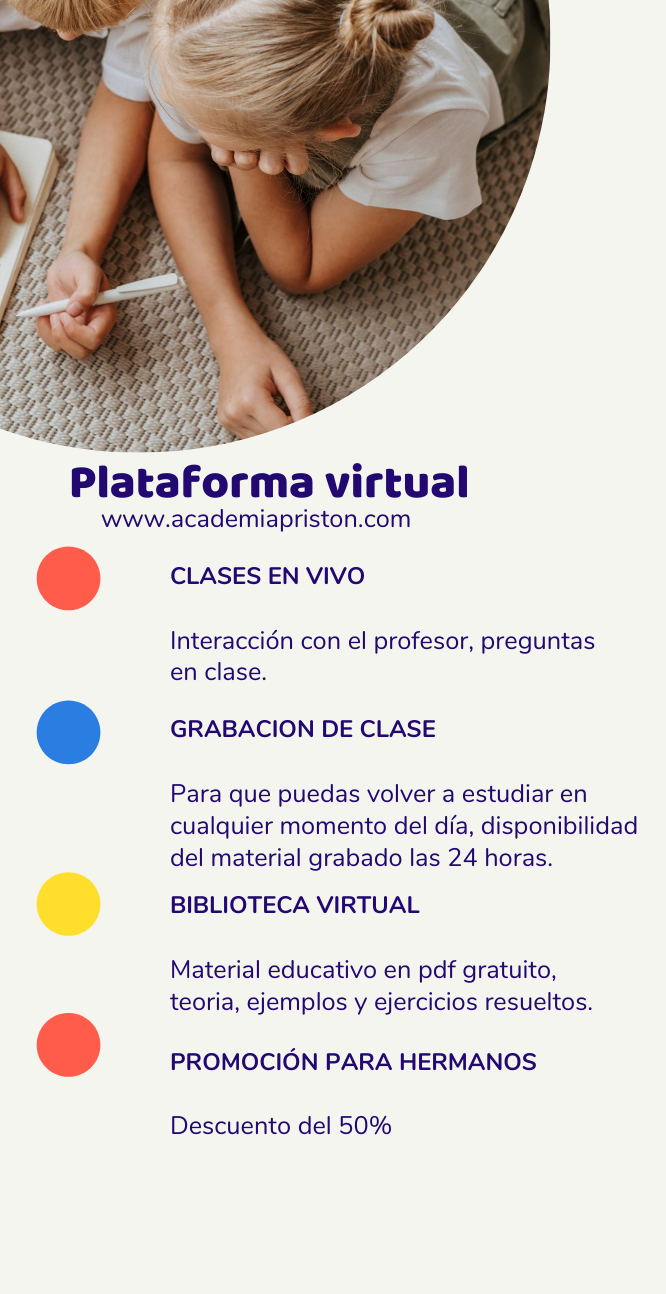 Plataforma virtual
www.academiapriston.com
CLASES EN VIVO
Interacción con el profesor, preguntas
en clase.
GRABACION DE CLASE
Para que puedas volver a estudiar en
cualquier momento del día, disponibilidad
del material grabado las 24 horas.
BIBLIOTECA VIRTUAL
Material educativo en pdf gratuito,
teoria, ejemplos y ejercicios resueltos.
PROMOCIÓN PARA HERMANOS
Descuento del 50%